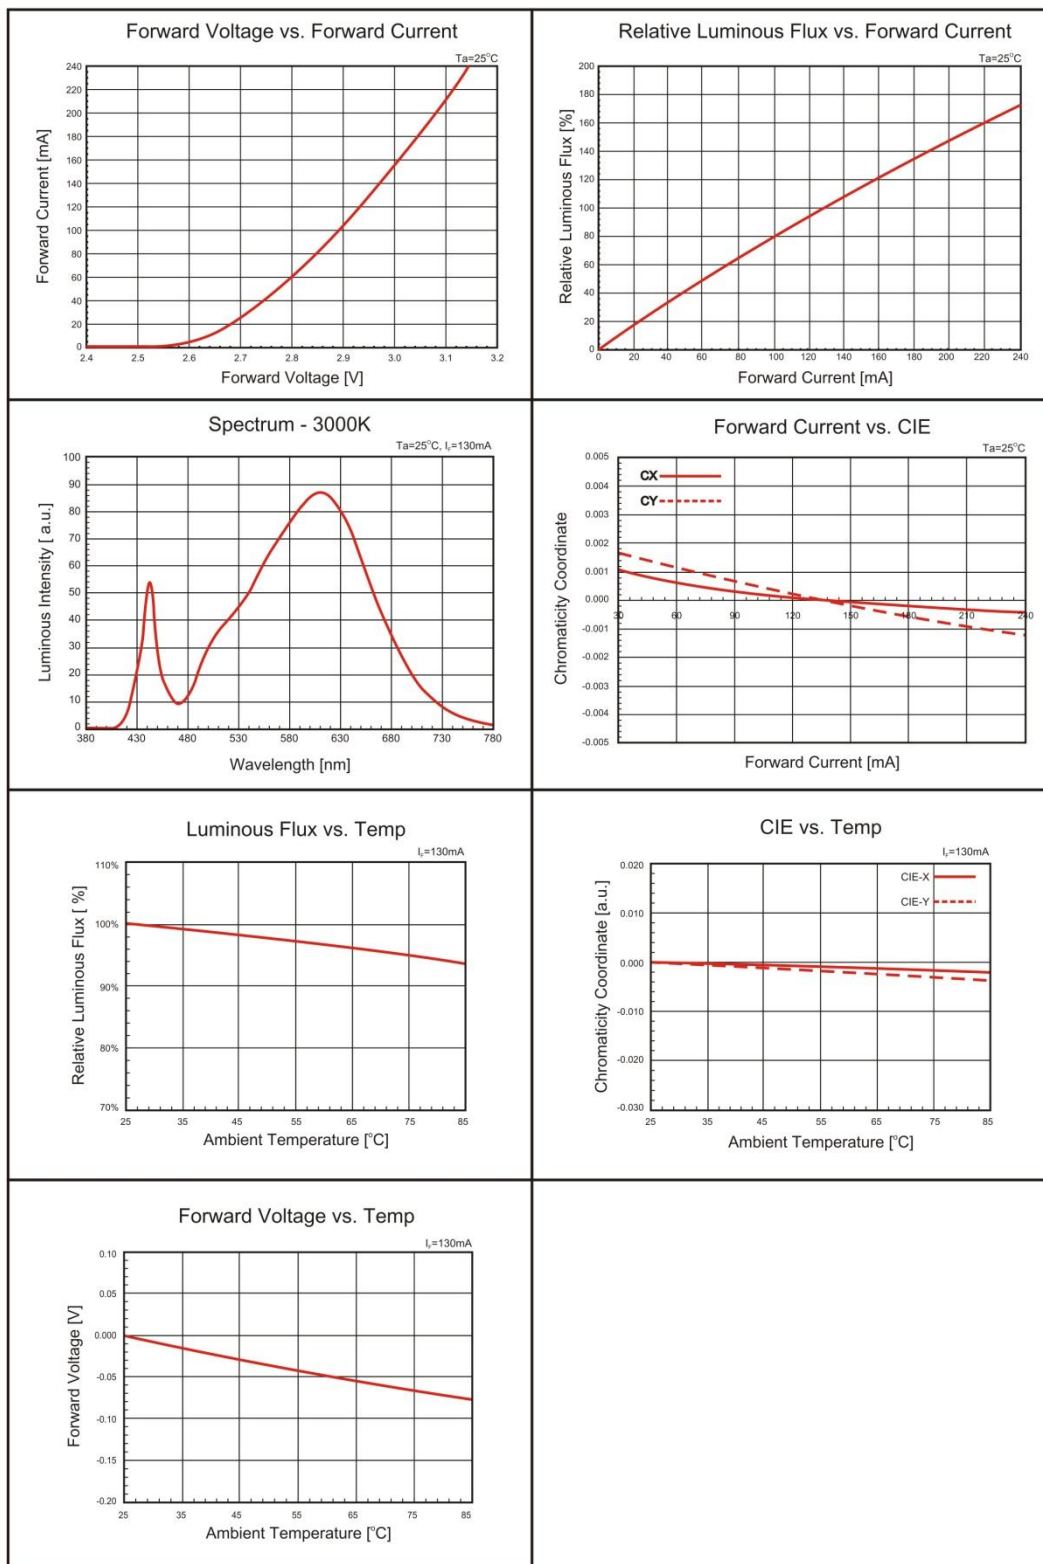 Forward Voltage vs. Forward Current
Ta=25°C
Forward Current [mA]
240
220
200
180
160
140
120
100
80
60
40
20
0
2.4 2.5 2.6 2.7 2.8 2.9 3.0 3.1 3.2
Forward Voltage [V]
Relative Luminous Flux vs. Forward Current
Ta=25°C
Relative Luminous Flux [%]
200
180
160
140
120
100
80
60
40
20
0
0 20 40 60 80 100 120 140 160 180 200 220 240
Forward Current [mA]
Spectrum - 3000K
Ta=25°C, IF=130mA
Luminous Intensity [ a.u.]
100
90
80
70
60
50
40
30
20
10
0
380 430 480 530 580 630 680 730 780
Wavelength [nm]
Forward Current vs. CIE
Ta=25°C
Chromaticity Coordinate
0.005
0.004
0.003
0.002
0.001
0.000
-0.001
-0.002
-0.003
-0.004
-0.005
CX
CY
30 60 90 120 150 180 210 240
Forward Current [mA]
Luminous Flux vs. Temp
IF=130mA
Relative Luminous Flux [ %]
110%
100%
90%
80%
70%
25 35 45 55 65 75 85
Ambient Temperature [°C]
CIE vs. Temp
IF=130mA
Chromaticity Coordinate [a.u.]
0.020
0.010
0.000
-0.010
-0.020
-0.030
CIE-X
CIE-Y
25 35 45 55 65 75 85
Ambient Temperature [°C]
Forward Voltage vs. Temp
IF=130mA
Forward Voltage [V]
0.10
0.05
0.000
-0.05
-0.10
-0.15
-0.20
25 35 45 55 65 75 85
Ambient Temperature [°C]